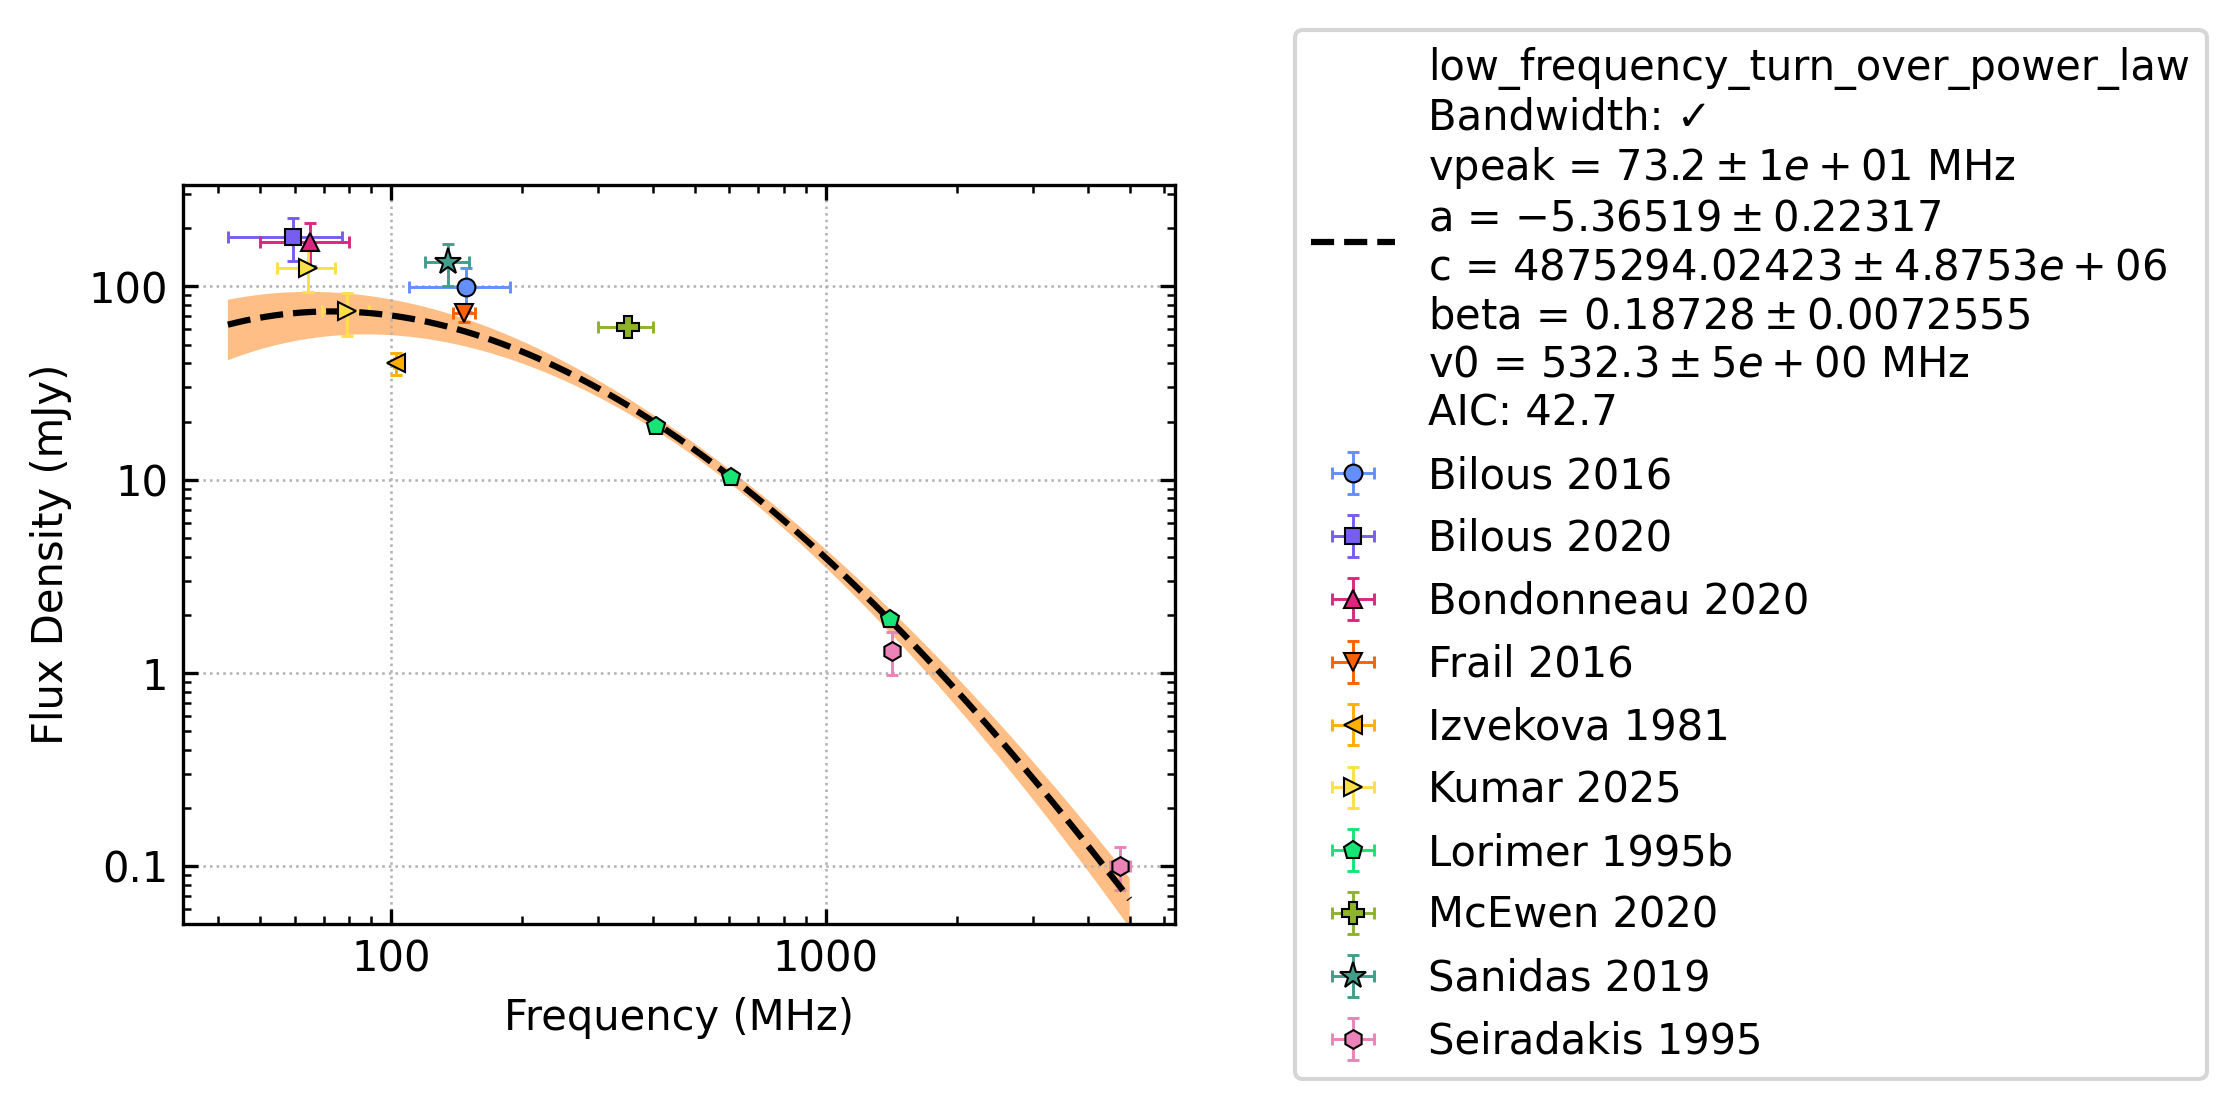 low_frequency_turn_over_power_law
Bandwidth: ✓
vpeak = 73.2 ± 1e + 01 MHz
a = −5.36519 ± 0.22317
c = 4875294.02423 ± 4.8753e + 06
beta = 0.18728 ± 0.0072555
v0 = 532.3 ± 5e + 00 MHz
AIC: 42.7
Bilous 2016
Bilous 2020
Bondonneau 2020
Frail 2016
Izvekova 1981
Kumar 2025
Lorimer 1995b
McEwen 2020
Sanidas 2019
Seiradakis 1995
Flux Density (mJy)
100
10
1
0.1
100
1000
Frequency (MHz)